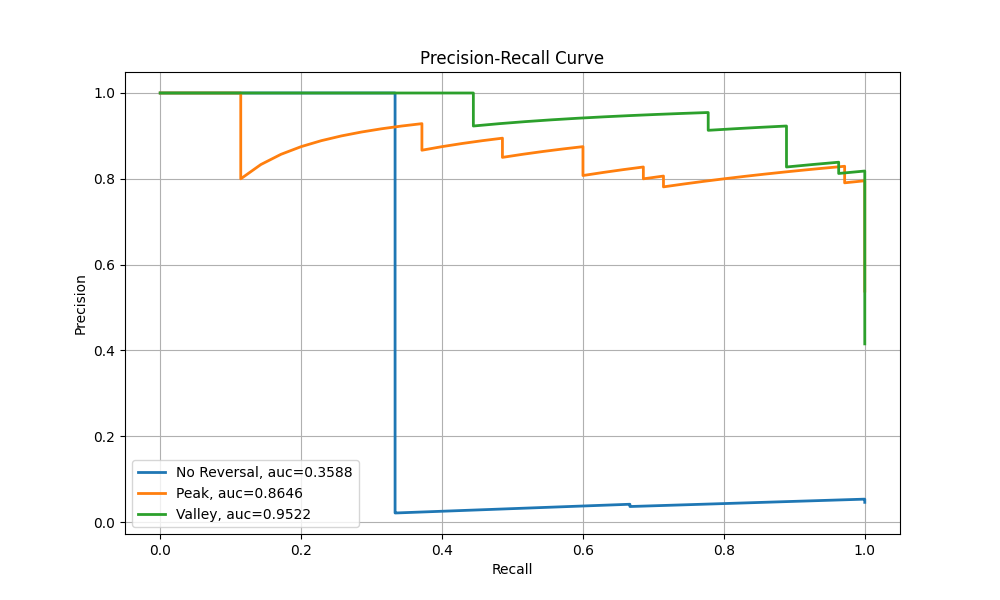 Precision-Recall Curve
Precision
1.0
0.8
0.6
0.4
0.2
0.0
No Reversal, auc=0.3588
Peak, auc=0.8646
Valley, auc=0.9522
0.0 0.2 0.4 0.6 0.8 1.0
Recall